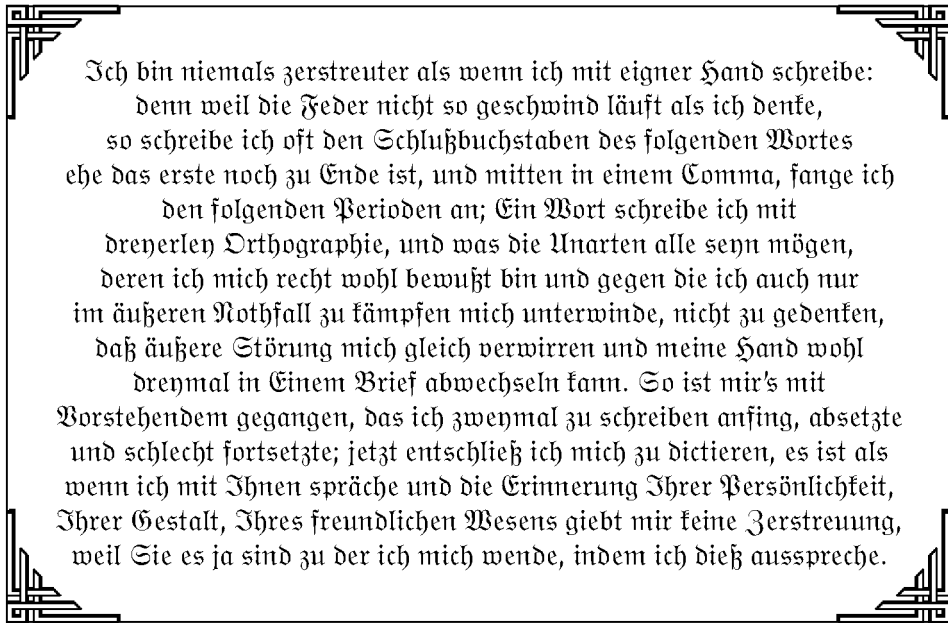 Ich bin niemals zerstreuter als wenn ich mit eigner Hand schreibe:
denn weil die Feder nicht so geschwind läuft als ich denke,
so schreibe ich oft den Schlußbuchstaben des folgenden Wortes
ehe das erste noch zu Ende ist, und mitten in einem Comma, fange ich
den folgenden Perioden an; Ein Wort schreibe ich mit
dreyerley Orthographie, und was die Unarten alle seyn mögen,
deren ich mich recht wohl bewußt bin und gegen die ich auch nur
im äußeren Nothfall zu kämpfen mich unterwinde, nicht zu gedenken,
daß äußere Störung mich gleich verwirren und meine Hand wohl
dreymal in Einem Brief abwechseln kann. So ist mir's mit
Vorstehendem gegangen, das ich zweymal zu schreiben anfing, absetzte
und schlecht fortsetzte; jetzt entschließ ich mich zu dictieren, es ist als
wenn ich mit Ihnen spräche und die Erinnerung Ihrer Persönlichkeit,
Ihrer Gestalt, Ihres freundlichen Wesens giebt mir keine Zerstreuung,
weil Sie es ja sind zu der ich mich wende, indem ich dieß ausspreche.